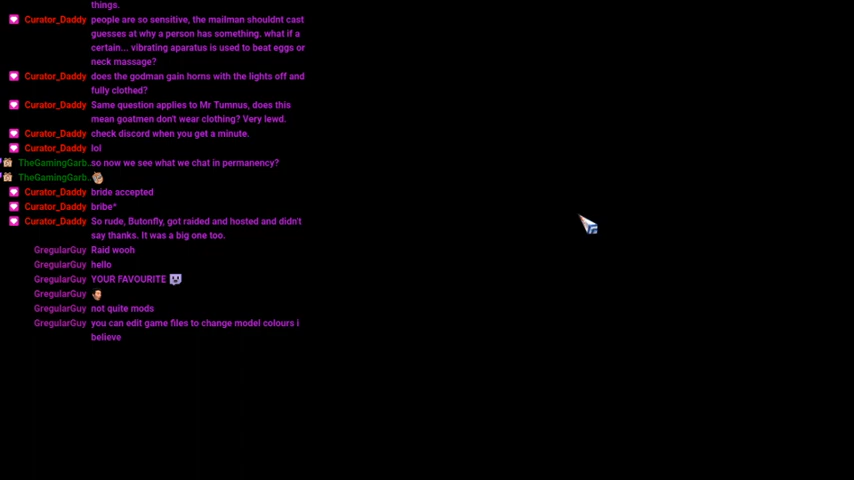 things.
Curator_Daddy people are so sensitive, the mailman shouldnt cast
guesses at why a person has something. what if a
certain... vibrating apparatus is used to beat eggs or
neck massage?
Curator_Daddy does the godman gain horns with the lights off and
fully clothed?
Curator_Daddy Same question applies to Mr Tumnus, does this
mean goatmen don't wear clothing? Very lewd.
Curator_Daddy check discord when you get a minute.
Curator_Daddy lol
TheGamingGarb.. so now we see what we chat in permanency?
TheGamingGarb..
Curator_Daddy bride accepted
Curator_Daddy bribe*
Curator_Daddy So rude, Butonfly, got raided and hosted and didn't
say thanks. It was a big one too.
GregularGuy Raid wooh
GregularGuy hello
GregularGuy YOUR FAVOURITE
GregularGuy
GregularGuy not quite mods
GregularGuy you can edit game files to change model colours i
believe